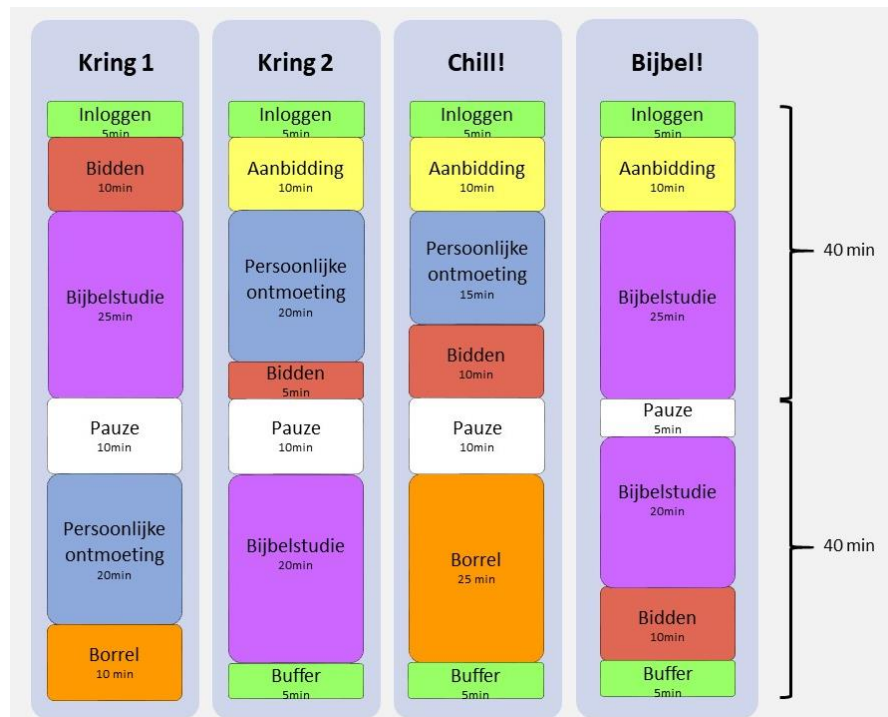 Kring 1
Inloggen
5min
Bidden
10min
Bijbelstudie
25min
Pauze
10min
Persoonlijke
ontmoeting
20min
Borrel
10 min
Kring 2
Inloggen
5min
Aanbidding
10min
Persoonlijke
ontmoeting
20min
Bidden
5min
Pauze
10min
Bijbelstudie
20min
Buffer
5min
Chill!
Inloggen
5min
Aanbidding
10min
Persoonlijke
ontmoeting
15min
Bidden
10min
Pauze
10min
Borrel
25 min
Buffer
5min
Bijbel!
Inloggen
5min
Aanbidding
10min
Bijbelstudie
25min
Pauze
5min
Bijbelstudie
20min
Bidden
10min
Buffer
5min
40 min
40 min